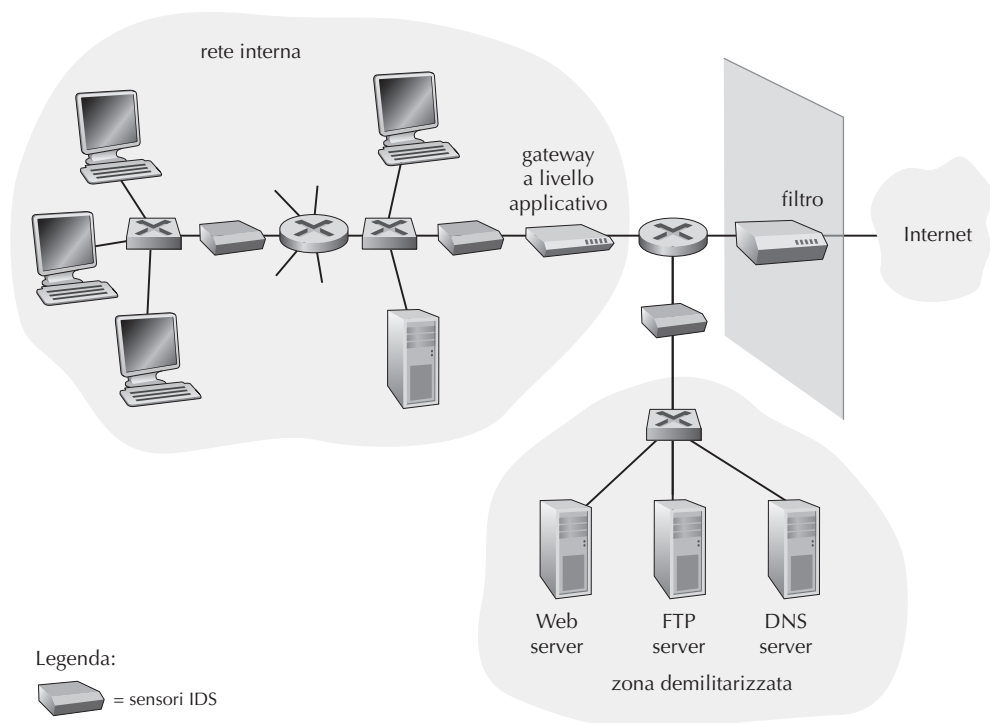 rete interna
gateway
a livello
applicativo
filtro
Internet
Web
server
FTP
server
DNS
server
zona demilitarizzata
Legenda:
= sensori IDS